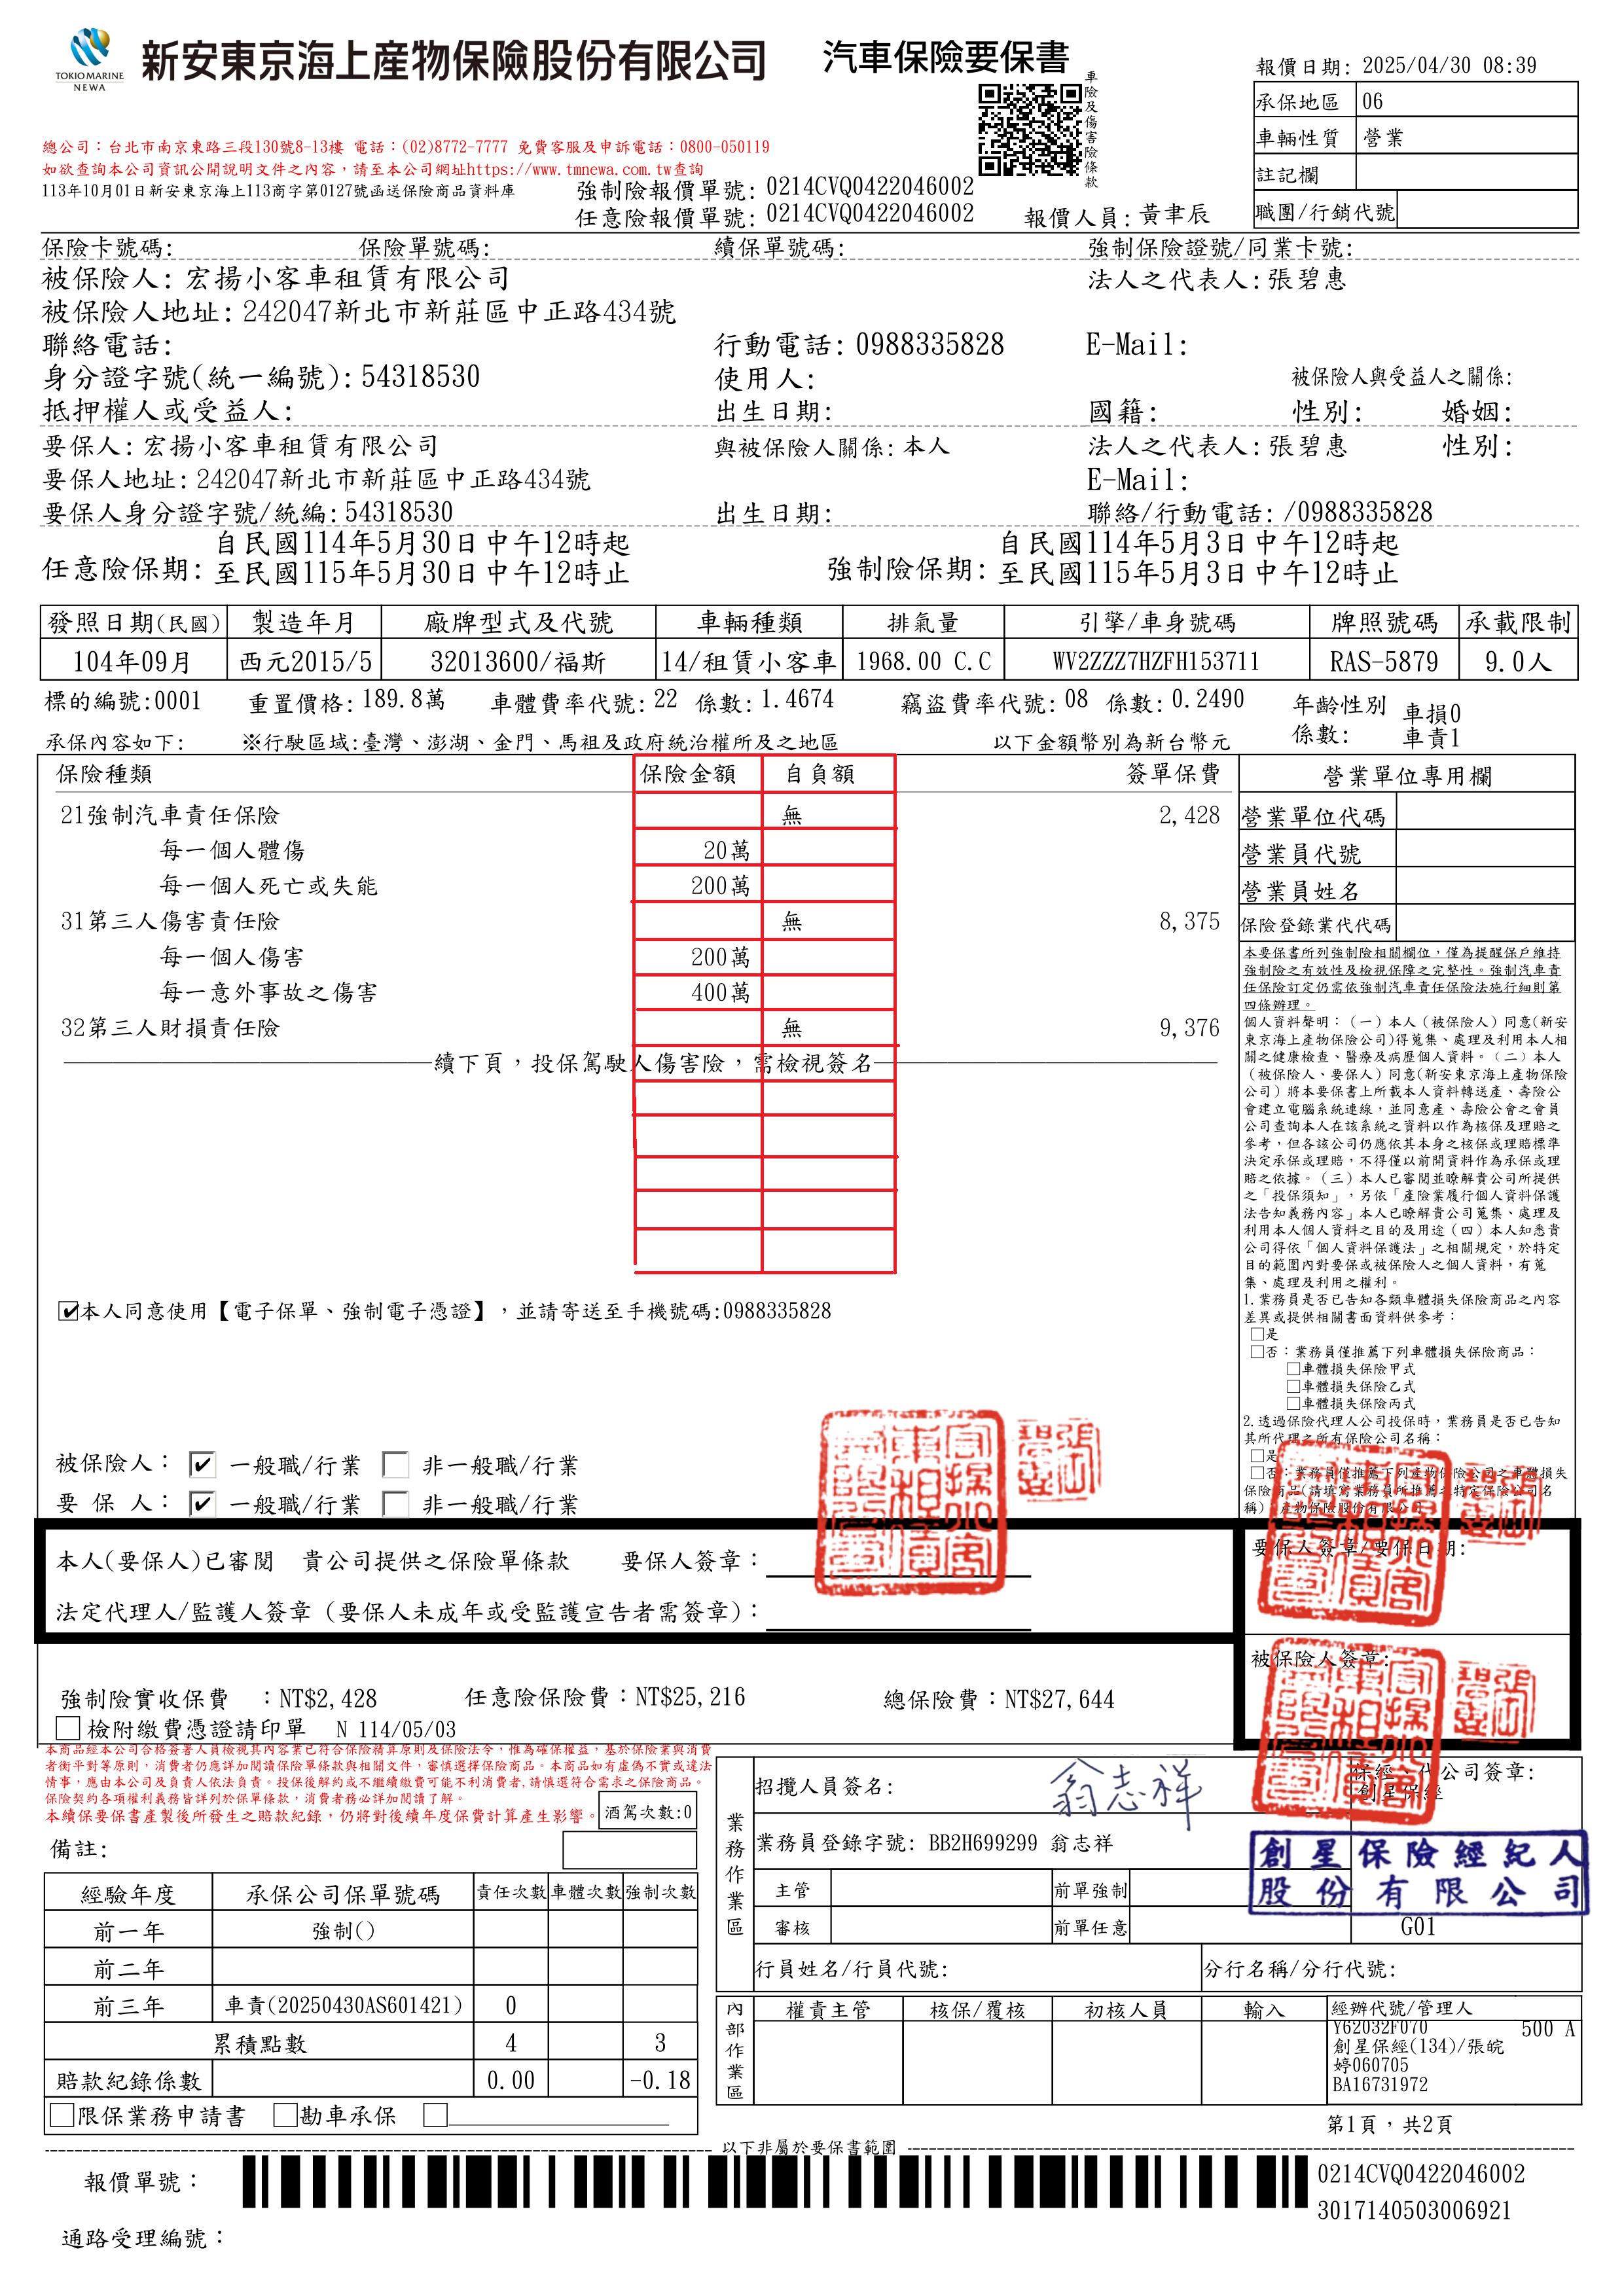 TOKIO MARINE
NEWA
新安東京海上產物保險股份有限公司 汽車保險要保書
車險及傷害險條款
報價日期: 2025/04/30 08:39
承保地區 06
車輛性質 營業
註記欄
職團/行銷代號
總公司：台北市南京東路三段130號8-13樓 電話：(02)8772-7777 免費客服及申訴電話：0800-050119
如欲查詢本公司資訊公開說明文件之內容，請至本公司網址https://www.tmnewa.com.tw查詢
113年10月01日新安東京海上113商字第0127號函送保險商品資料庫
強制險報價單號: 0214CVQ0422046002
任意險報價單號: 0214CVQ0422046002 報價人員: 黃聿辰
保險卡號碼: 保險單號碼: 續保單號碼: 強制保險證號/同業卡號:
被保險人: 宏揚小客車租賃有限公司 法人之代表人: 張碧惠
被保險人地址: 242047新北市新莊區中正路434號
聯絡電話: 行動電話: 0988335828 E-Mail:
身分證字號(統一編號): 54318530 使用人: 被保險人與受益人之關係:
抵押權人或受益人: 出生日期: 國籍: 性別: 婚姻:
要保人: 宏揚小客車租賃有限公司 與被保險人關係: 本人 法人之代表人: 張碧惠 性別:
要保人地址: 242047新北市新莊區中正路434號 E-Mail:
要保人身分證字號/統編: 54318530 出生日期: 聯絡/行動電話: /0988335828
任意險保期: 自民國114年5月30日中午12時起
至民國115年5月30日中午12時止
強制險保期: 自民國114年5月3日中午12時起
至民國115年5月3日中午12時止
發照日期(民國) 製造年月 廠牌型式及代號 車輛種類 排氣量 引擎/車身號碼 牌照號碼 承載限制
104年09月 西元2015/5 32013600/福斯 14/租賃小客車 1968.00 C.C WV2ZZZ7HZFH153711 RAS-5879 9.0人
標的編號:0001 重置價格: 189.8萬 車體費率代號: 22 係數: 1.4674 竊盜費率代號: 08 係數: 0.2490 年齡性別係數: 車損0
車責1
承保內容如下: ※行駛區域:臺灣、澎湖、金門、馬祖及政府統治權所及之地區 以下金額幣別為新台幣元
保險種類 保險金額 自負額 簽單保費
21強制汽車責任保險 無 2,428
每一個人體傷 20萬
每一個人死亡或失能 200萬
31第三人傷害責任險 無 8,375
每一個人傷害 200萬
每一意外事故之傷害 400萬
32第三人財損責任險 無 9,376
續下頁，投保駕駛人傷害險，需檢視簽名
營業單位專用欄
營業單位代碼
營業員代號
營業員姓名
保險登錄業代代碼
本要保書所列強制險相關欄位，僅為提醒保戶維持
強制險之有效性及檢視保障之完整性。強制汽車責
任保險訂定仍需依強制汽車責任保險法施行細則第
四條辦理。
個人資料聲明：（一）本人（被保險人）同意(新安
東京海上產物保險公司)得蒐集、處理及利用本人相
關之健康檢查、醫療及病歷個人資料。（二）本人
（被保險人、要保人）同意(新安東京海上產物保險
公司）將本要保書上所載本人資料轉送產、壽險公
會建立電腦系統連線，並同意產、壽險公會之會員
公司查詢本人在該系統之資料以作為核保及理賠之
參考，但各該公司仍應依其本身之核保或理賠標準
決定承保或理賠，不得僅以前開資料作為承保或理
賠之依據。（三）本人已審閱並瞭解貴公司所提供
之「投保須知」，另依「產險業履行個人資料保護
法告知義務內容」本人已瞭解貴公司蒐集、處理及
利用本人個人資料之目的及用途（四）本人知悉貴
公司得依「個人資料保護法」之相關規定，於特定
目的範圍內對要保或被保險人之個人資料，有蒐
集、處理及利用之權利。
1.業務員是否已告知各類車體損失保險商品之內容
差異或提供相關書面資料供參考：
□是
□否：業務員僅推薦下列車體損失保險商品：
□車體損失保險甲式
□車體損失保險乙式
□車體損失保險丙式
2.透過保險代理人公司投保時，業務員是否已告知
其所代理之所有保險公司名稱：
□是
□否：業務員僅推薦下列產物保險公司之車體損失
保險商品(請填寫業務員所推薦之特定保險公司名
稱) 產物保險股份有限公司
☑本人同意使用【電子保單、強制電子憑證】，並請寄送至手機號碼:0988335828
被保險人： ☑ 一般職/行業 □ 非一般職/行業
要 保 人： ☑ 一般職/行業 □ 非一般職/行業
本人(要保人)已審閱 貴公司提供之保險單條款 要保人簽章：
法定代理人/監護人簽章（要保人未成年或受監護宣告者需簽章）：
要保人簽章/要保日期:
被保險人簽章:
強制險實收保費 ：NT$2,428 任意險保險費：NT$25,216 總保險費：NT$27,644
□ 檢附繳費憑證請印單 N 114/05/03
本商品經本公司合格簽署人員檢視其內容業已符合保險精算原則及保險法令，惟為確保權益，基於保險業與消費
者衡平對等原則，消費者仍應詳加閱讀保險單條款與相關文件，審慎選擇保險商品。本商品如有虛偽不實或違法
情事，應由本公司及負責人依法負責。投保後解約或不繼續繳費可能不利消費者,請慎選符合需求之保險商品。
保險契約各項權利義務皆詳列於保單條款，消費者務必詳加閱讀了解。
本續保要保書產製後所發生之賠款紀錄，仍將對後續年度保費計算產生影響。
酒駕次數:0
備註:
經驗年度 承保公司保單號碼 責任次數 車體次數 強制次數
前一年 強制()
前二年
前三年 車責(20250430AS601421) 0
累積點數 4 3
賠款紀錄係數 0.00 -0.18
□限保業務申請書 □勘車承保 □
業務作業區
招攬人員簽名: 翁志祥
保經、代公司簽章:
創星保經
業務員登錄字號: BB2H699299 翁志祥
創星保險經紀人
股份有限公司
主管 前單強制
審核 前單任意 G01
行員姓名/行員代號: 分行名稱/分行代號:
內部作業區
權責主管 核保/覆核 初核人員 輸入 經辦代號/管理人
Y62032F070 500 A
創星保經(134)/張皖
婷060705
BA16731972
第1頁，共2頁
以下非屬於要保書範圍
報價單號： 0214CVQ0422046002
3017140503006921
通路受理編號：